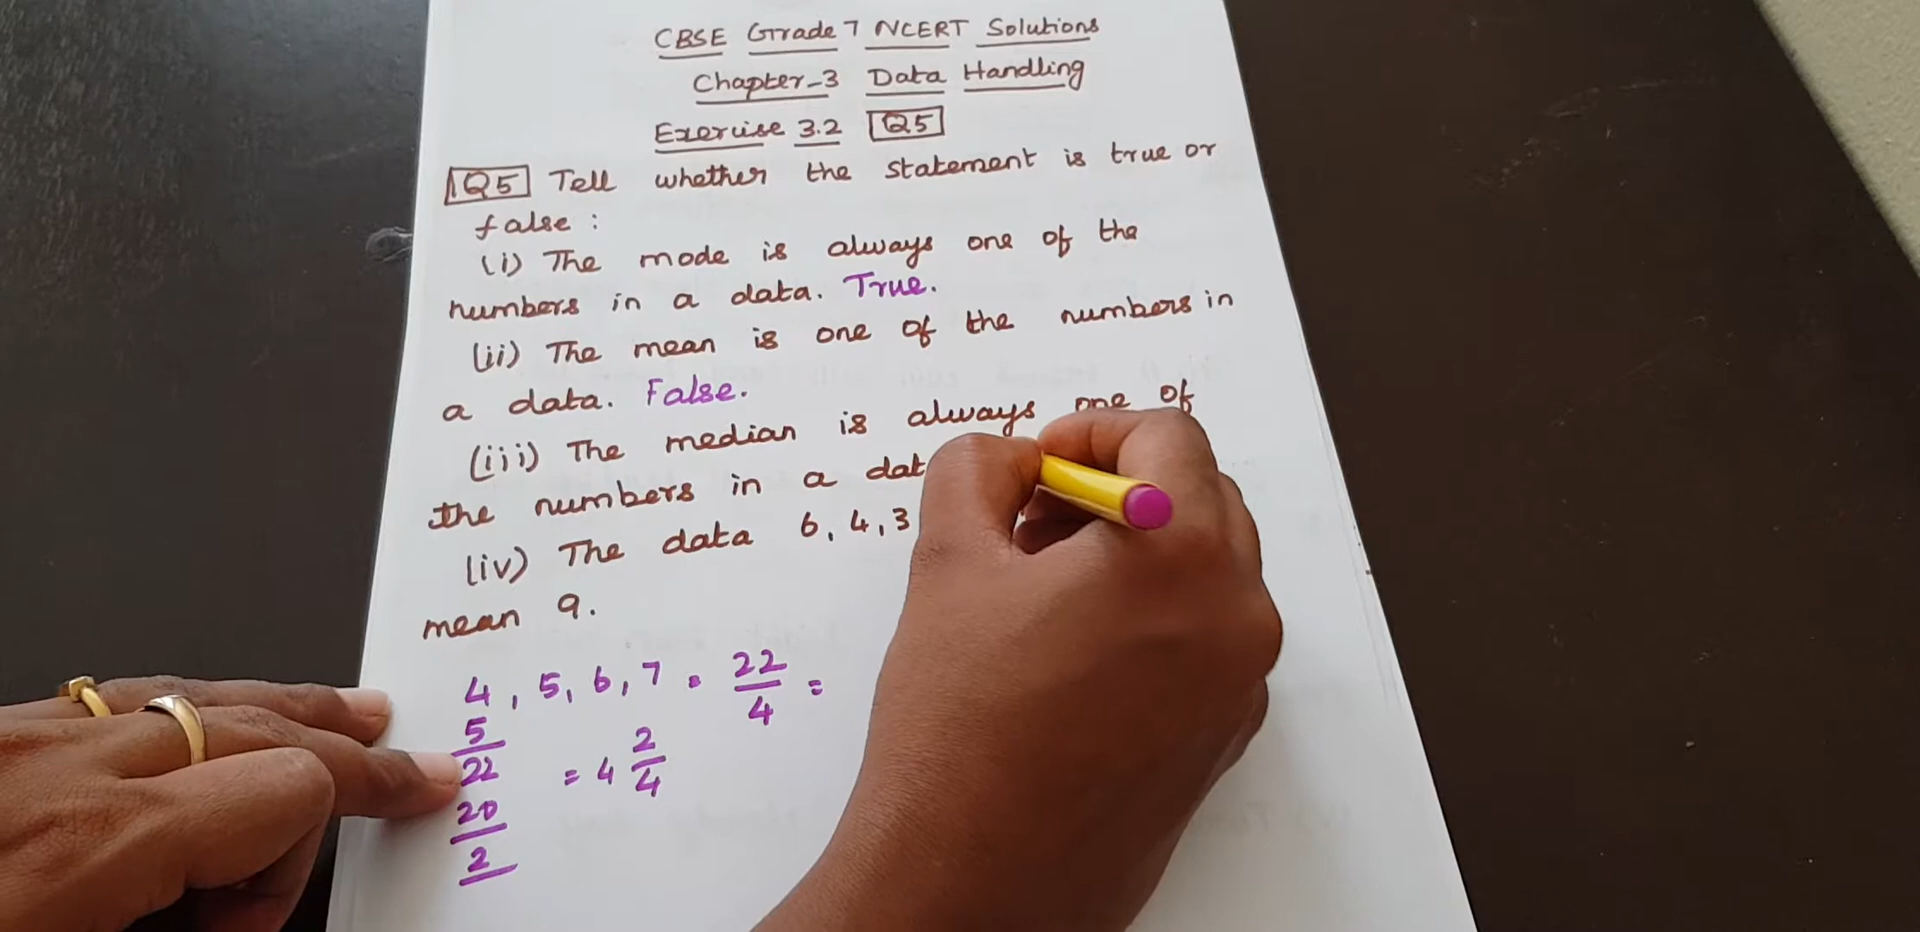 CBSE Grade 7 NCERT Solutions
Chapter-3 Data Handling
Exercise 3.2 Q5
Q5 Tell whether the statement is true or
false :
(i) The mode is always one of the
numbers in a data. True.
(ii) The mean is one of the numbers in
a data. False.
(iii) The median is always one of
the numbers in a dat
(iv) The data 6, 4, 3
mean 9.
4, 5, 6, 7 = 22/4 =
5
22 = 4 2/4
20
2